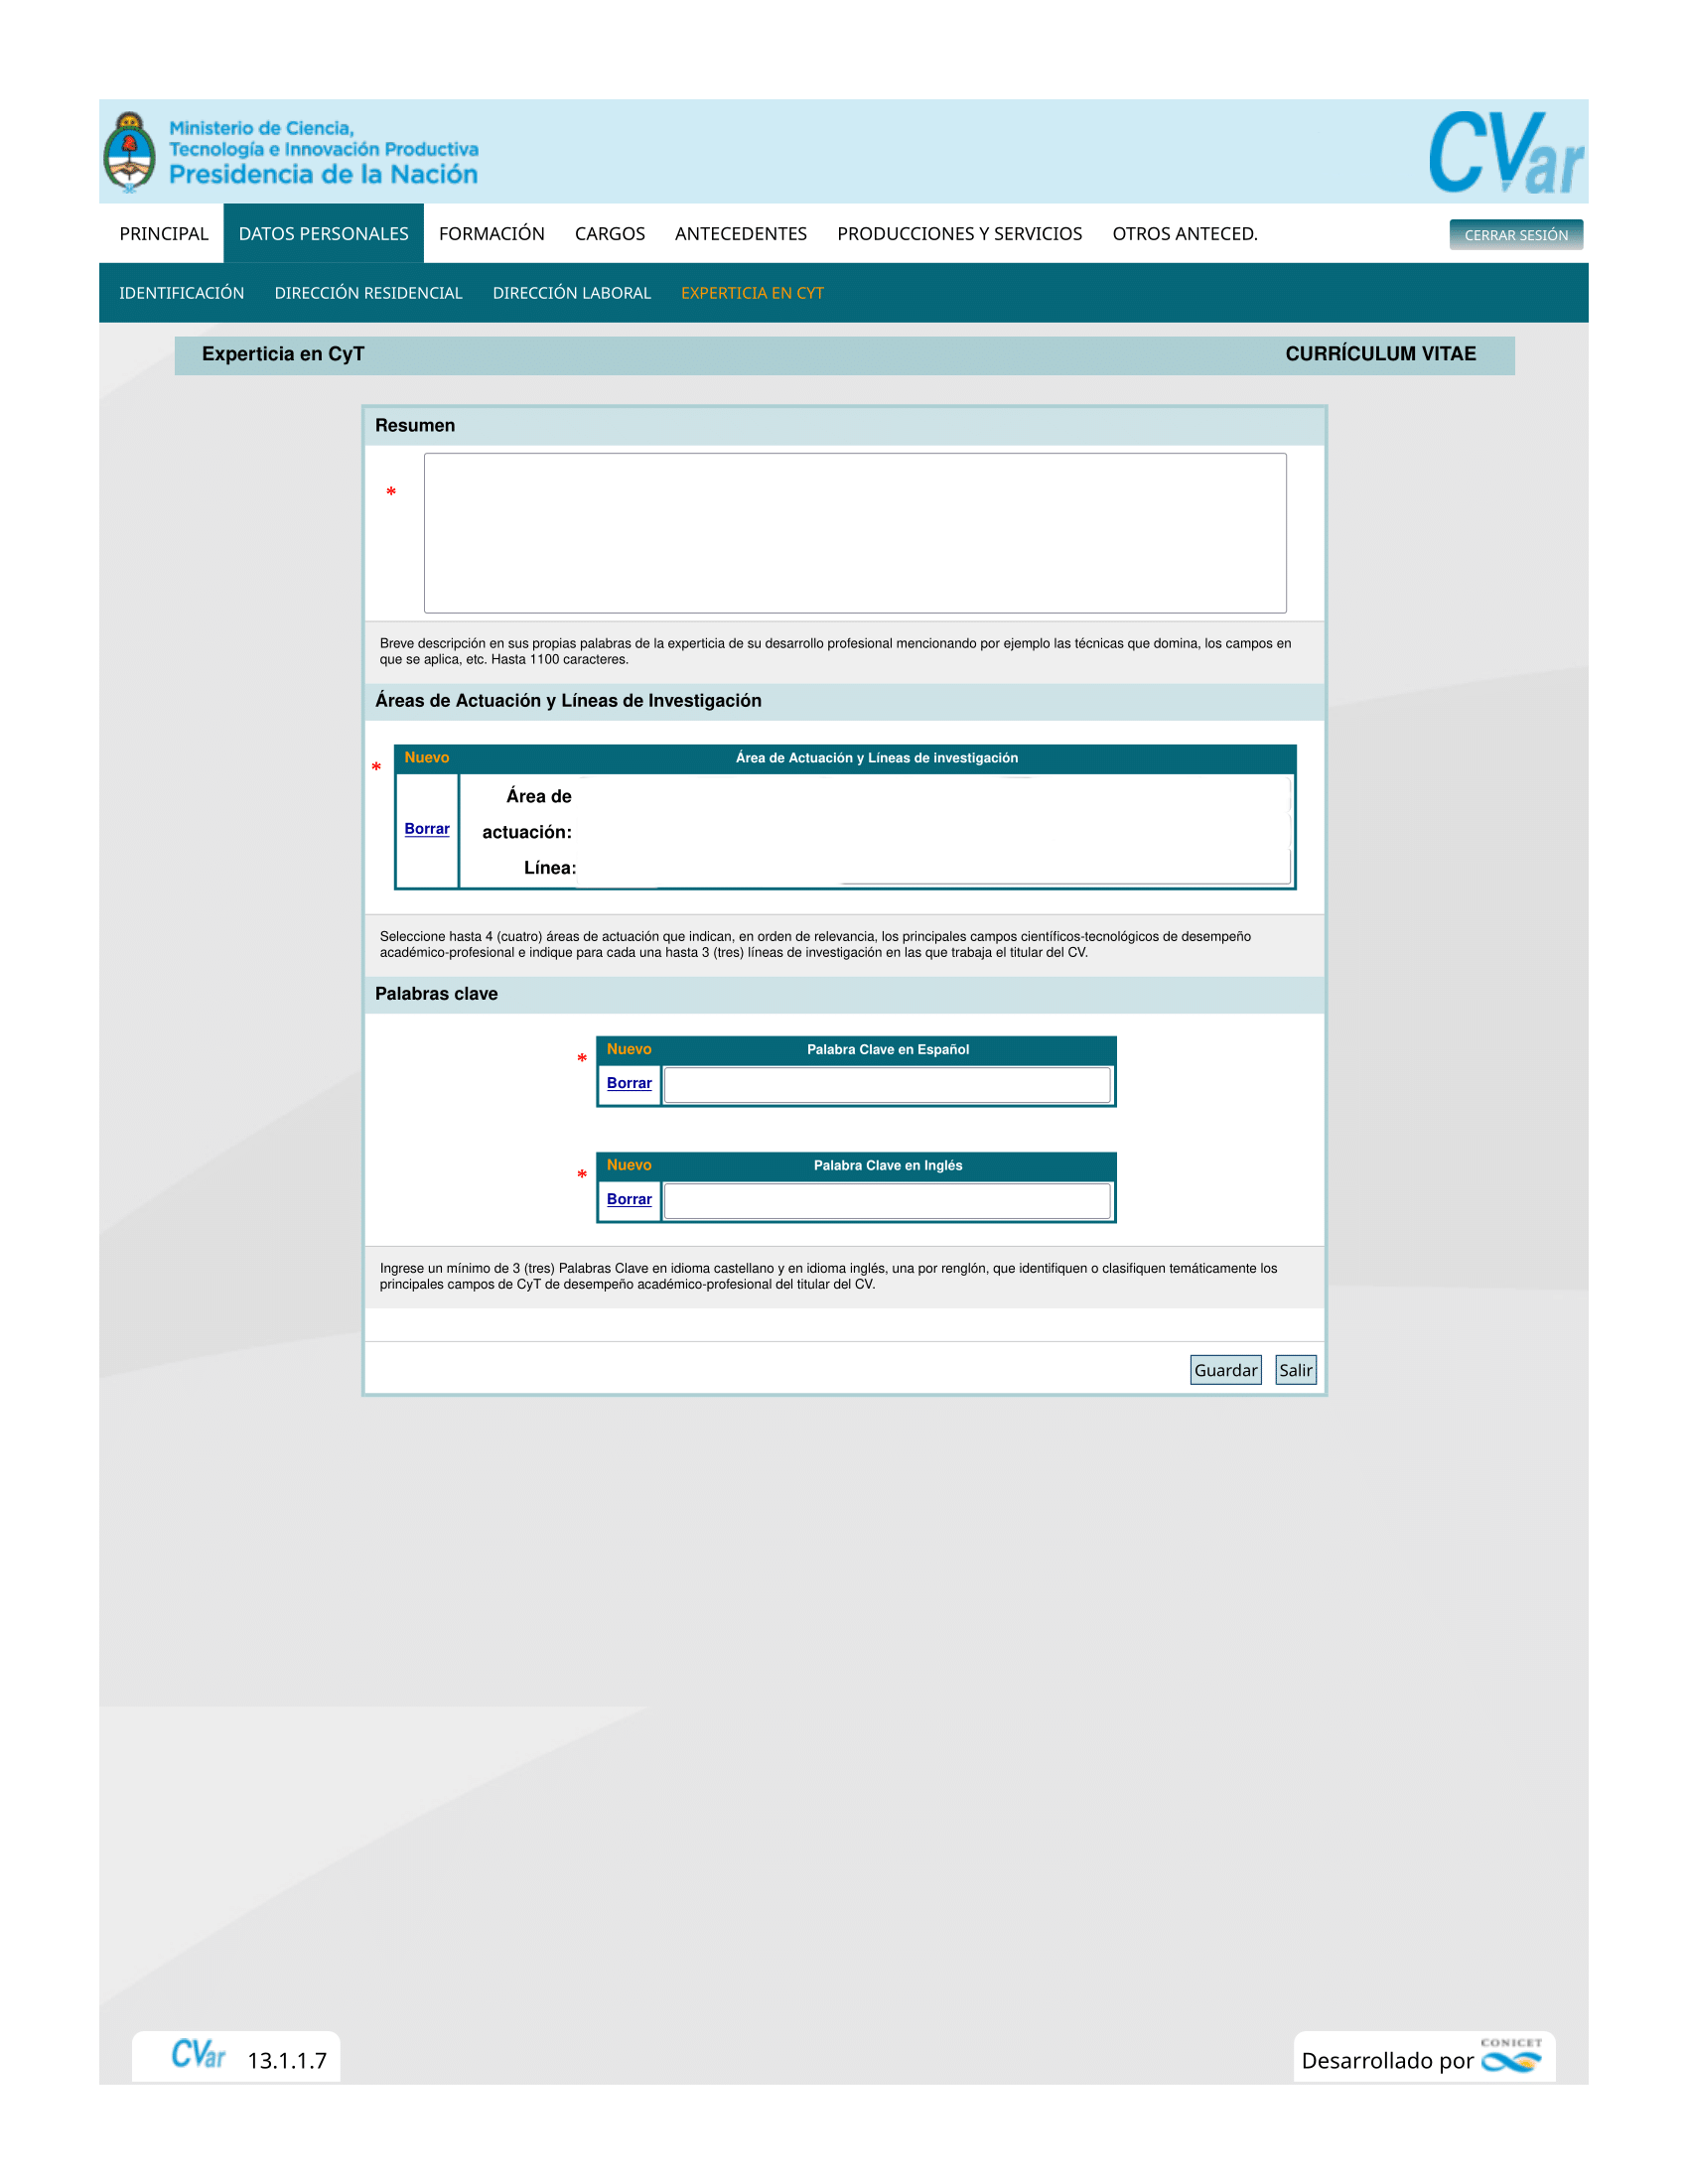 Ministerio de Ciencia,
Tecnología e Innovación Productiva
Presidencia de la Nación
CVar
PRINCIPAL DATOS PERSONALES FORMACIÓN CARGOS ANTECEDENTES PRODUCCIONES Y SERVICIOS OTROS ANTECED. CERRAR SESIÓN
IDENTIFICACIÓN DIRECCIÓN RESIDENCIAL DIRECCIÓN LABORAL EXPERTICIA EN CYT
Experticia en CyT CURRÍCULUM VITAE
Resumen
*
Breve descripción en sus propias palabras de la experticia de su desarrollo profesional mencionando por ejemplo las técnicas que domina, los campos en
que se aplica, etc. Hasta 1100 caracteres.
Áreas de Actuación y Líneas de Investigación
* Nuevo Área de Actuación y Líneas de investigación
Área de
Borrar actuación:
Línea:
Seleccione hasta 4 (cuatro) áreas de actuación que indican, en orden de relevancia, los principales campos científicos-tecnológicos de desempeño
académico-profesional e indique para cada una hasta 3 (tres) líneas de investigación en las que trabaja el titular del CV.
Palabras clave
* Nuevo Palabra Clave en Español
Borrar
* Nuevo Palabra Clave en Inglés
Borrar
Ingrese un mínimo de 3 (tres) Palabras Clave en idioma castellano y en idioma inglés, una por renglón, que identifiquen o clasifiquen temáticamente los
principales campos de CyT de desempeño académico-profesional del titular del CV.
Guardar Salir
CVar 13.1.1.7 Desarrollado por CONICET